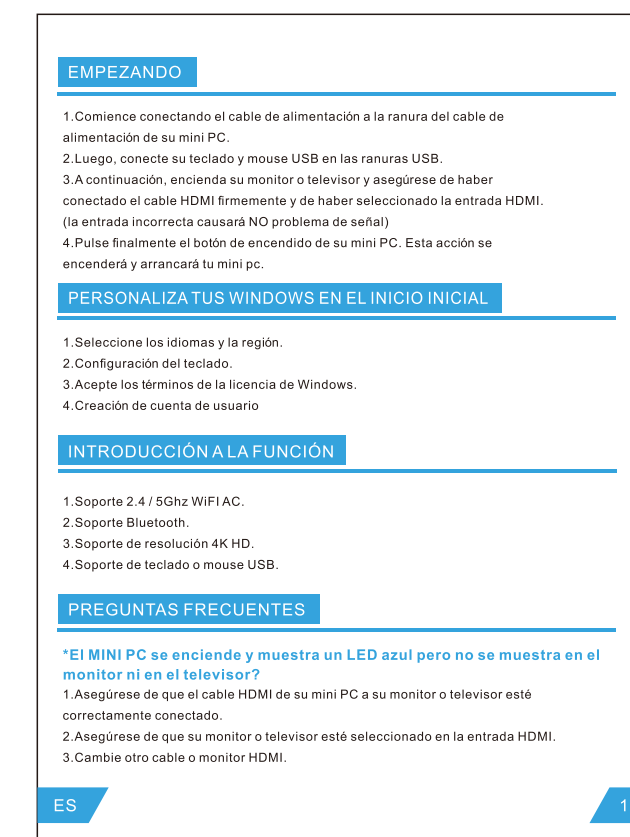 EMPEZANDO
1.Comience conectando el cable de alimentación a la ranura del cable de
alimentación de su mini PC.
2.Luego, conecte su teclado y mouse USB en las ranuras USB.
3.A continuación, encienda su monitor o televisor y asegúrese de haber
conectado el cable HDMI firmemente y de haber seleccionado la entrada HDMI.
(la entrada incorrecta causará NO problema de señal)
4.Pulse finalmente el botón de encendido de su mini PC. Esta acción se
encenderá y arrancará tu mini pc.
PERSONALIZA TUS WINDOWS EN EL INICIO INICIAL
1.Seleccione los idiomas y la región.
2.Configuración del teclado.
3.Acepte los términos de la licencia de Windows.
4.Creación de cuenta de usuario
INTRODUCCIÓN A LA FUNCIÓN
1.Soporte 2.4 / 5Ghz WiFI AC.
2.Soporte Bluetooth.
3.Soporte de resolución 4K HD.
4.Soporte de teclado o mouse USB.
PREGUNTAS FRECUENTES
*El MINI PC se enciende y muestra un LED azul pero no se muestra en el
monitor ni en el televisor?
1.Asegúrese de que el cable HDMI de su mini PC a su monitor o televisor esté
correctamente conectado.
2.Asegúrese de que su monitor o televisor esté seleccionado en la entrada HDMI.
3.Cambie otro cable o monitor HDMI.
ES
1